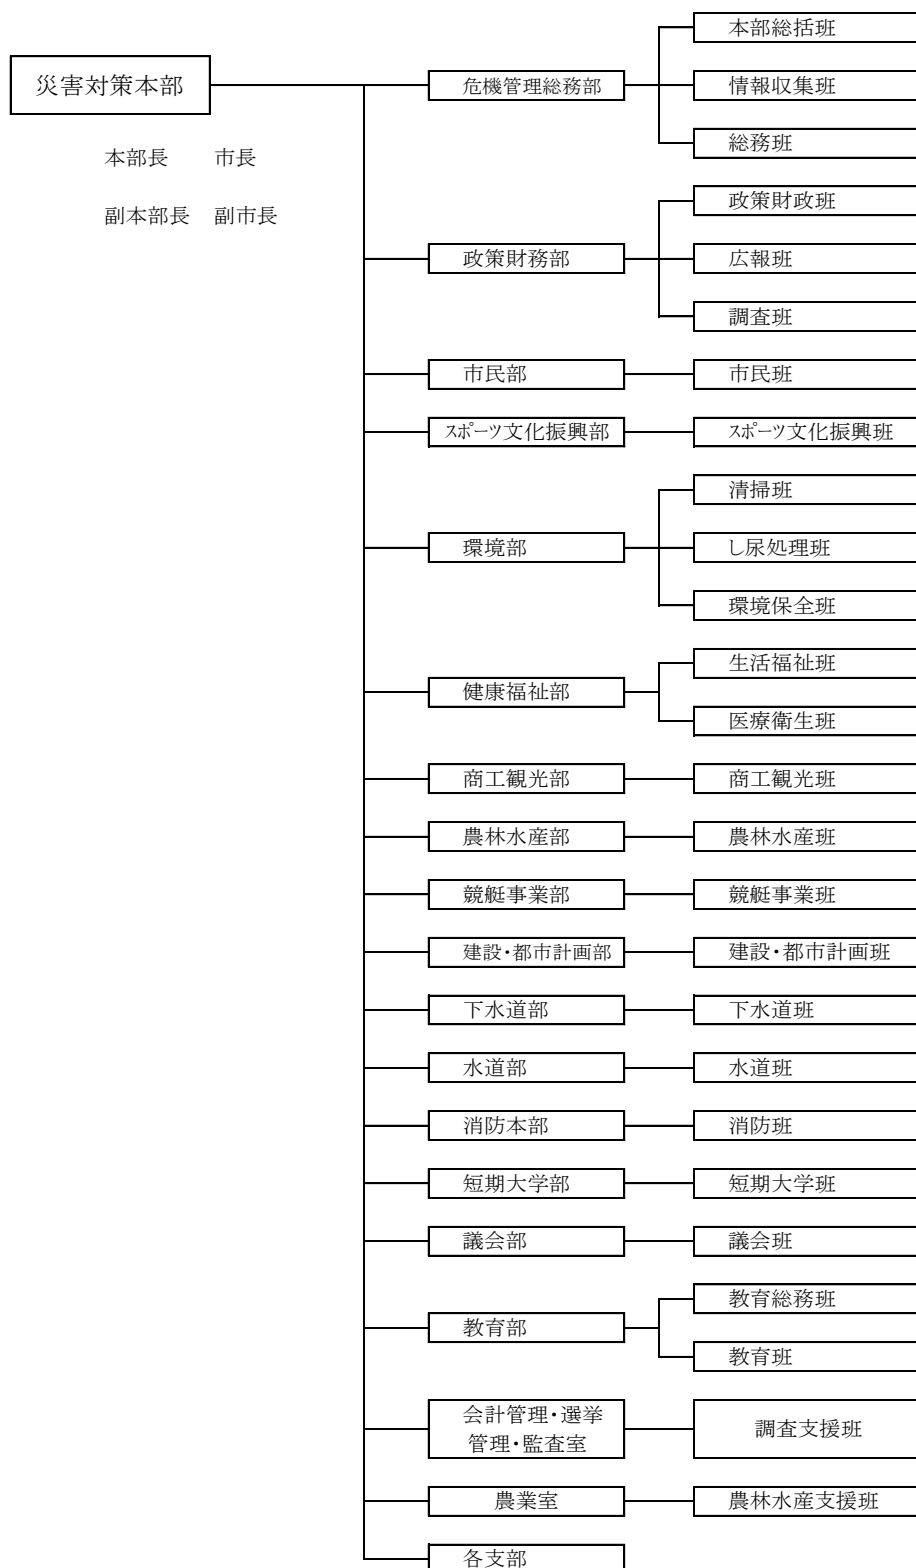 災害対策本部
本部長　市長
副本部長　副市長
危機管理総務部
本部総括班
情報収集班
総務班
政策財務部
政策財政班
広報班
調査班
市民部
市民班
スポーツ文化振興部
スポーツ文化振興班
環境部
清掃班
し尿処理班
環境保全班
健康福祉部
生活福祉班
医療衛生班
商工観光部
商工観光班
農林水産部
農林水産班
競艇事業部
競艇事業班
建設・都市計画部
建設・都市計画班
下水道部
下水道班
水道部
水道班
消防本部
消防班
短期大学部
短期大学班
議会部
議会班
教育部
教育総務班
教育班
会計管理・選挙
管理・監査室
調査支援班
農業室
農林水産支援班
各支部